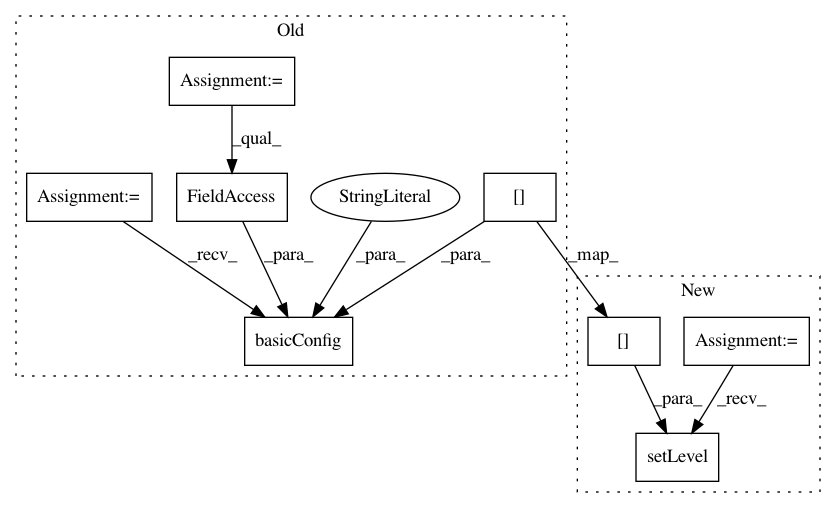 Old
Assignment:=
_qual_
Assignment:=
FieldAccess
StringLiteral
[]
_recv_
_para_
_para_
_para_
_map_
New
basicConfig
[]
Assignment:=
_para_
_recv_
setLevel